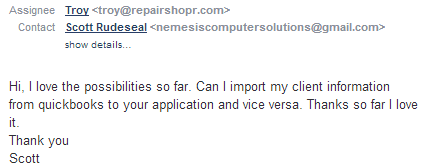 Assignee Troy <troy@repairshopr.com>
Contact Scott Rudeseal <nemesiscomputersolutions@gmail.com>
show details...
Hi, I love the possibilities so far. Can I import my client information
from quickbooks to your application and vice versa. Thanks so far I love
it.
Thank you
Scott